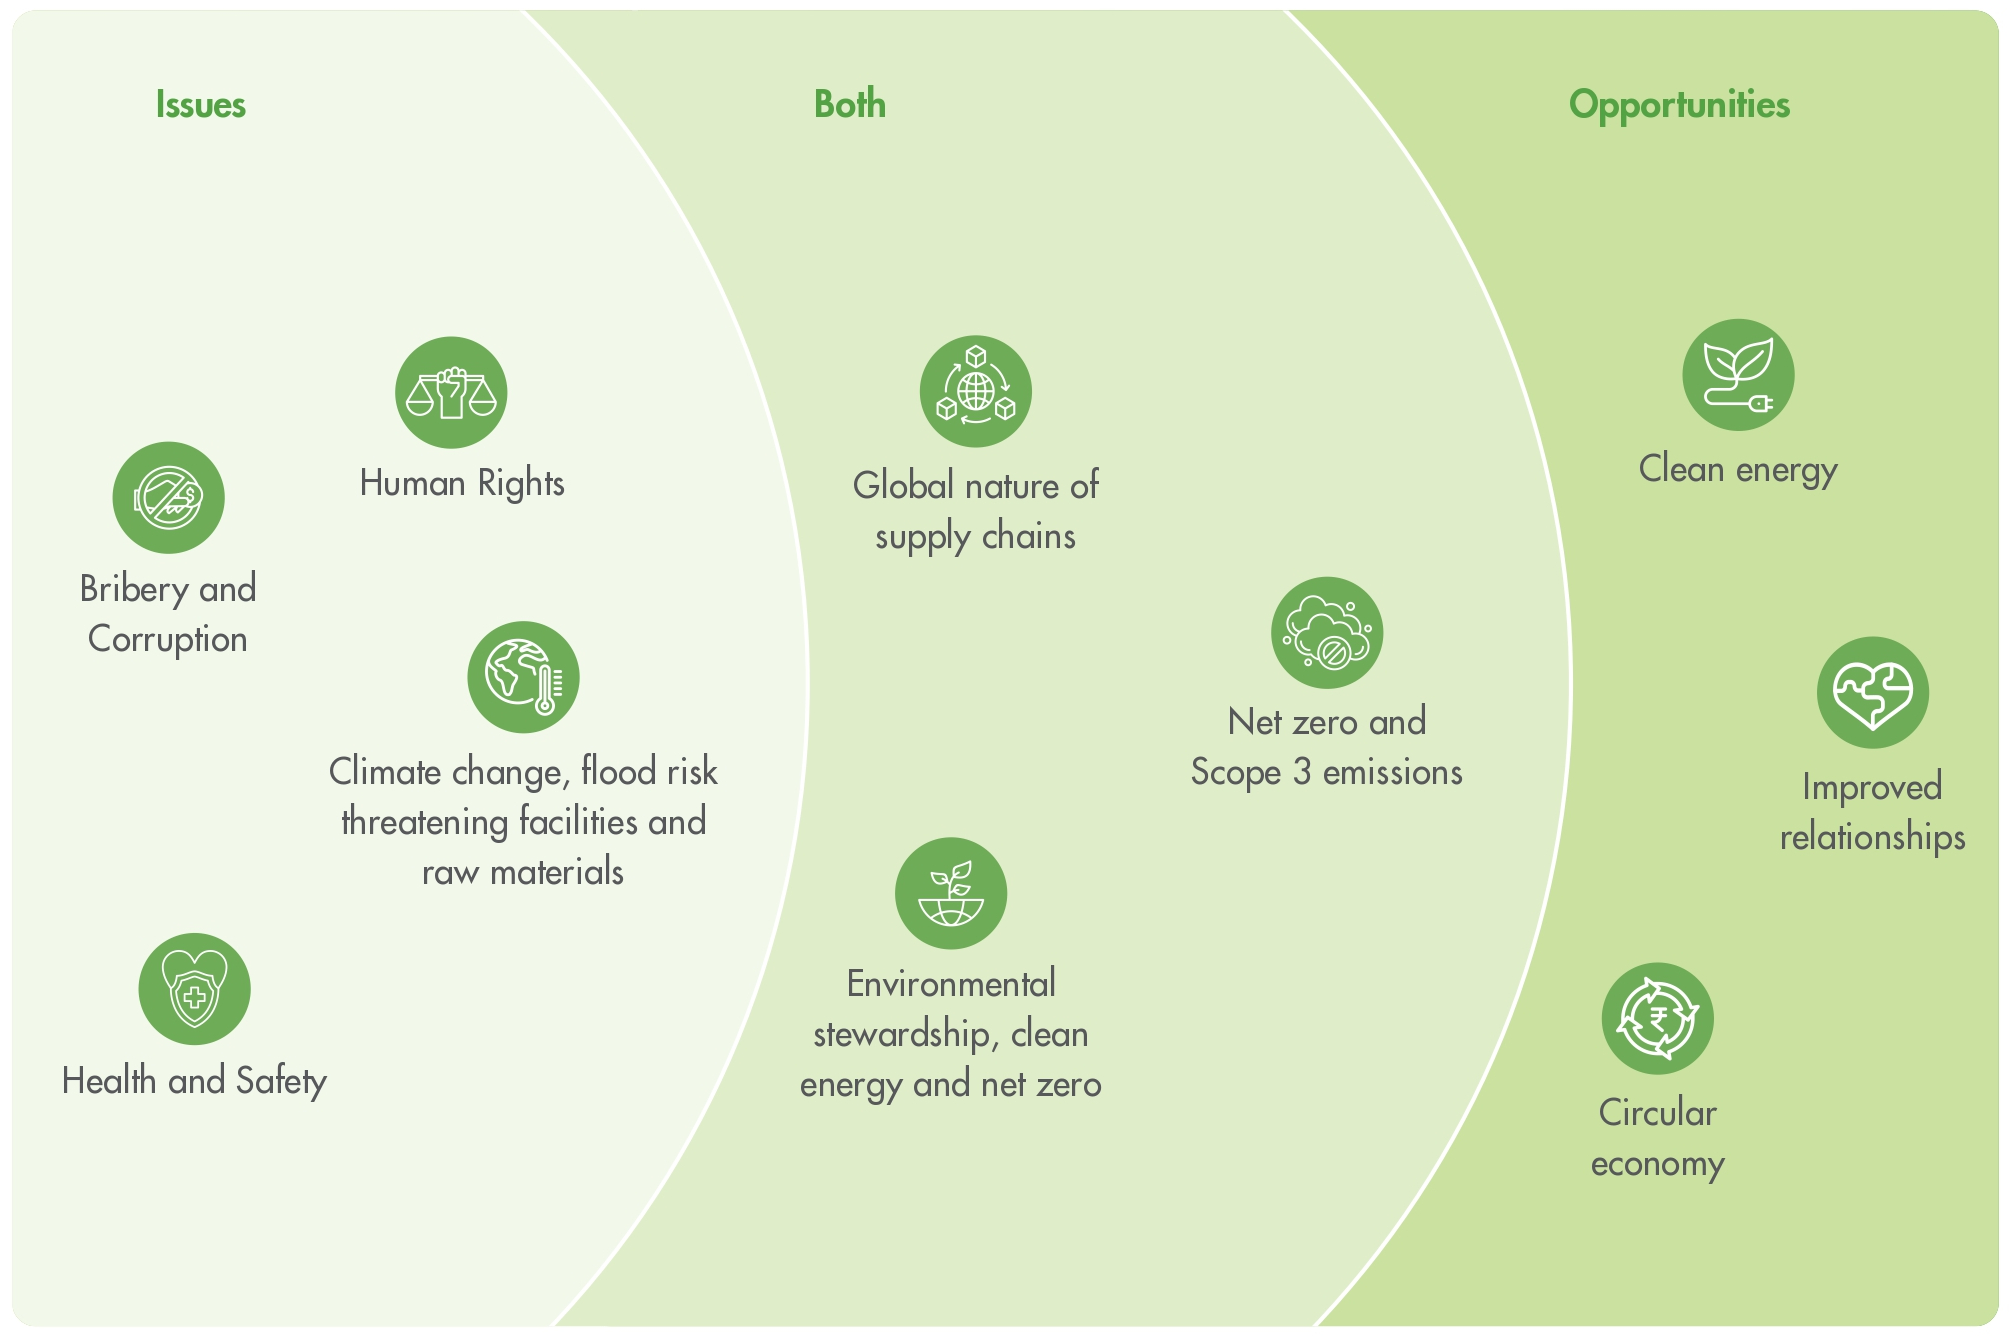 Issues
Both
Opportunities
Human Rights
Bribery and
Corruption
Climate change, flood risk
threatening facilities and
raw materials
Health and Safety
Global nature of
supply chains
Net zero and
Scope 3 emissions
Environmental
stewardship, clean
energy and net zero
Clean energy
Improved
relationships
₹
Circular
economy